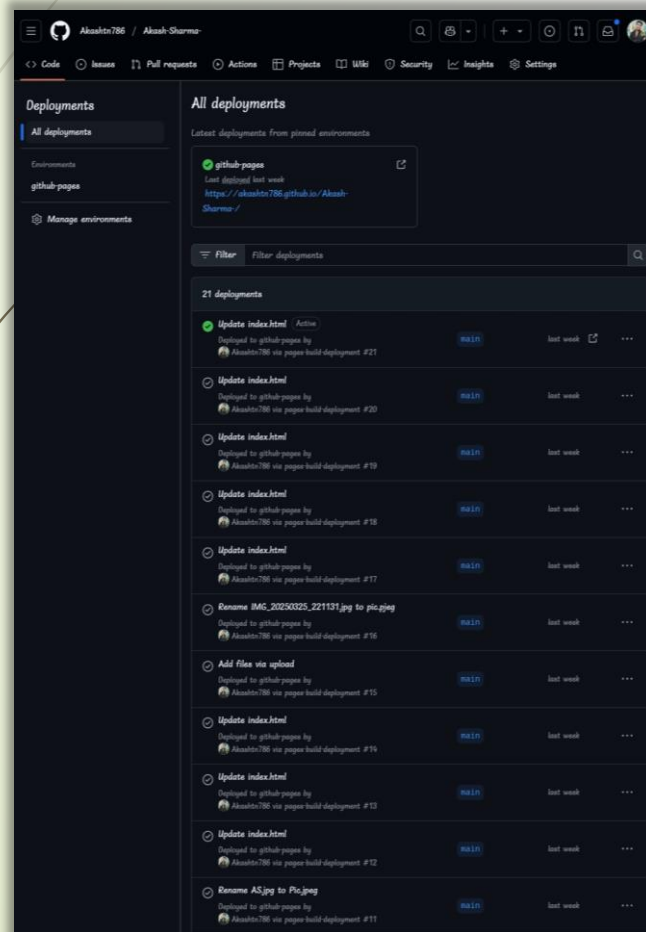 Akashtn786 / Akash-Sharma-
Code Issues Pull requests Actions Projects Wiki Security Insights Settings
Deployments
All deployments
Environments
github-pages
Manage environments
All deployments
Latest deployments from pinned environments
github-pages
Last deployed last week
https://akashtn786.github.io/Akash-
Sharma-/
Filter Filter deployments
21 deployments
Update index.html Active
Deployed to github-pages by
Akashtn786 via pages-build-deployment #21
main last week
Update index.html
Deployed to github-pages by
Akashtn786 via pages-build-deployment #20
main last week
Update index.html
Deployed to github-pages by
Akashtn786 via pages-build-deployment #19
main last week
Update index.html
Deployed to github-pages by
Akashtn786 via pages-build-deployment #18
main last week
Update index.html
Deployed to github-pages by
Akashtn786 via pages-build-deployment #17
main last week
Rename IMG_20250325_221131.jpg to pic.pjeg
Deployed to github-pages by
Akashtn786 via pages-build-deployment #16
main last week
Add files via upload
Deployed to github-pages by
Akashtn786 via pages-build-deployment #15
main last week
Update index.html
Deployed to github-pages by
Akashtn786 via pages-build-deployment #14
main last week
Update index.html
Deployed to github-pages by
Akashtn786 via pages-build-deployment #13
main last week
Update index.html
Deployed to github-pages by
Akashtn786 via pages-build-deployment #12
main last week
Rename AS.jpg to Pic.jpeg
Deployed to github-pages by
Akashtn786 via pages-build-deployment #11
main last week